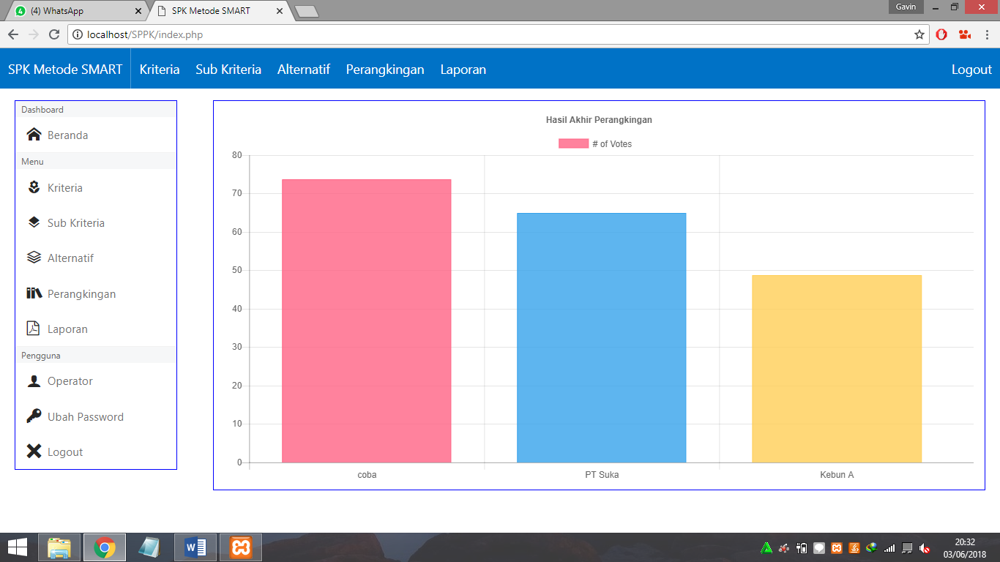 (4) WhatsApp
SPK Metode SMART
Gavin
localhost/SPPK/index.php
SPK Metode SMART Kriteria Sub Kriteria Alternatif Perangkingan Laporan Logout
Dashboard
Beranda
Menu
Kriteria
Sub Kriteria
Alternatif
Perangkingan
Laporan
Pengguna
Operator
Ubah Password
Logout
Hasil Akhir Perangkingan
# of Votes
80
70
60
50
40
30
20
10
0
coba PT Suka Kebun A
20:32
03/06/2018